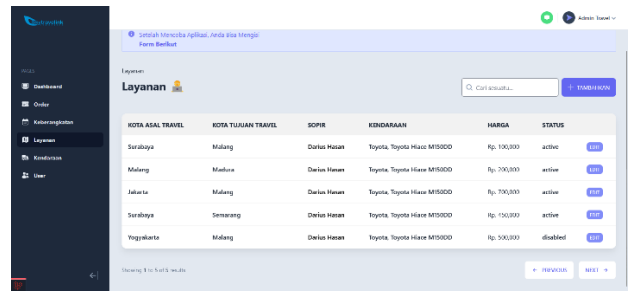 Admin Travel
Setelah Mencoba Aplikasi, Anda Bisa Mengisi
Form Berikut
PAGES
Dashboard
Order
Keberangkatan
Layanan
Kendaraan
User
Layanan
Layanan
Cari sesuatu...
+ TAMBAHKAN
KOTA ASAL TRAVEL KOTA TUJUAN TRAVEL SOPIR KENDARAAN HARGA STATUS
Surabaya Malang Darius Hasan Toyota, Toyota Hiace M150DD Rp. 100,000 active EDIT
Malang Madura Darius Hasan Toyota, Toyota Hiace M150DD Rp. 200,000 active EDIT
Jakarta Malang Darius Hasan Toyota, Toyota Hiace M150DD Rp. 700,000 active EDIT
Surabaya Semarang Darius Hasan Toyota, Toyota Hiace M150DD Rp. 450,000 active EDIT
Yogyakarta Malang Darius Hasan Toyota, Toyota Hiace M150DD Rp. 500,000 disabled EDIT
Showing 1 to 5 of 5 results
← PREVIOUS NEXT →